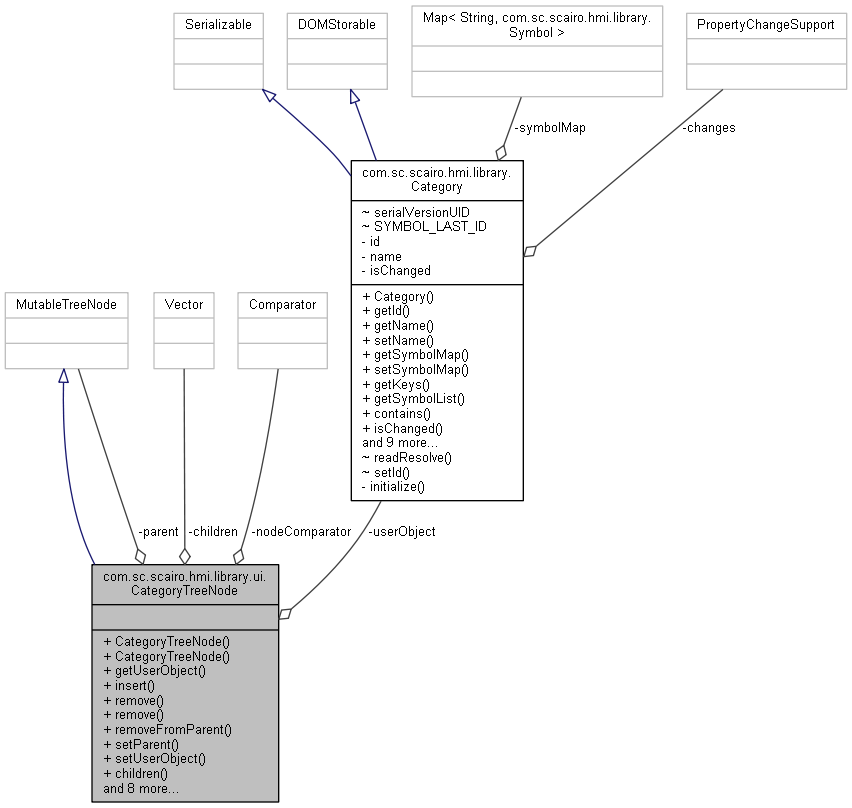 Serializable
DOMStorable
Map< String, com.sc.scairo.hmi.library.
Symbol >
PropertyChangeSupport
-symbolMap
-changes
com.sc.scairo.hmi.library.
Category
~ serialVersionUID
~ SYMBOL_LAST_ID
- id
- name
- isChanged
+ Category()
+ getId()
+ getName()
+ setName()
+ getSymbolMap()
+ setSymbolMap()
+ getKeys()
+ getSymbolList()
+ contains()
+ isChanged()
and 9 more...
~ readResolve()
~ setId()
- initialize()
MutableTreeNode
Vector
Comparator
-parent
-children
-nodeComparator
-userObject
com.sc.scairo.hmi.library.ui.
CategoryTreeNode
+ CategoryTreeNode()
+ CategoryTreeNode()
+ getUserObject()
+ insert()
+ remove()
+ remove()
+ removeFromParent()
+ setParent()
+ setUserObject()
+ children()
and 8 more...